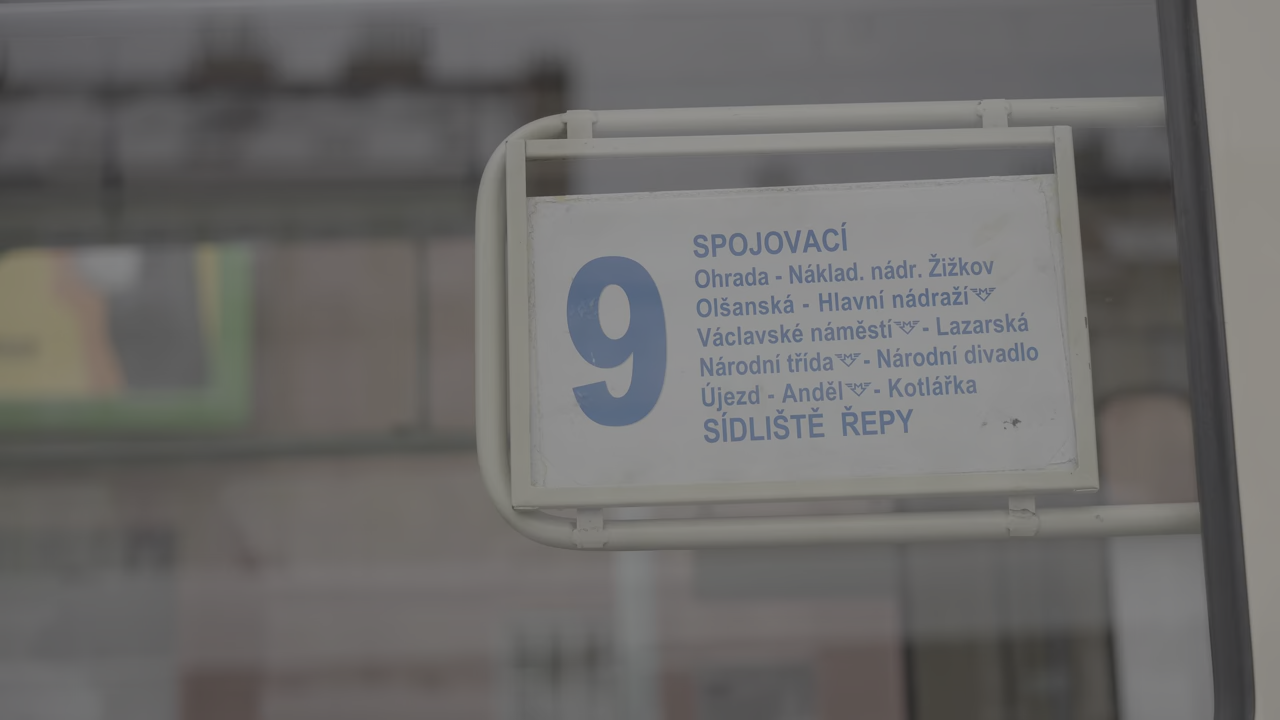 9
SPOJOVACÍ
Ohrada - Náklad. nádr. Žižkov
Olšanská - Hlavní nádraží
Václavské náměstí - Lazarská
Národní třída - Národní divadlo
Újezd - Anděl - Kotlářka
SÍDLIŠTĚ ŘEPY